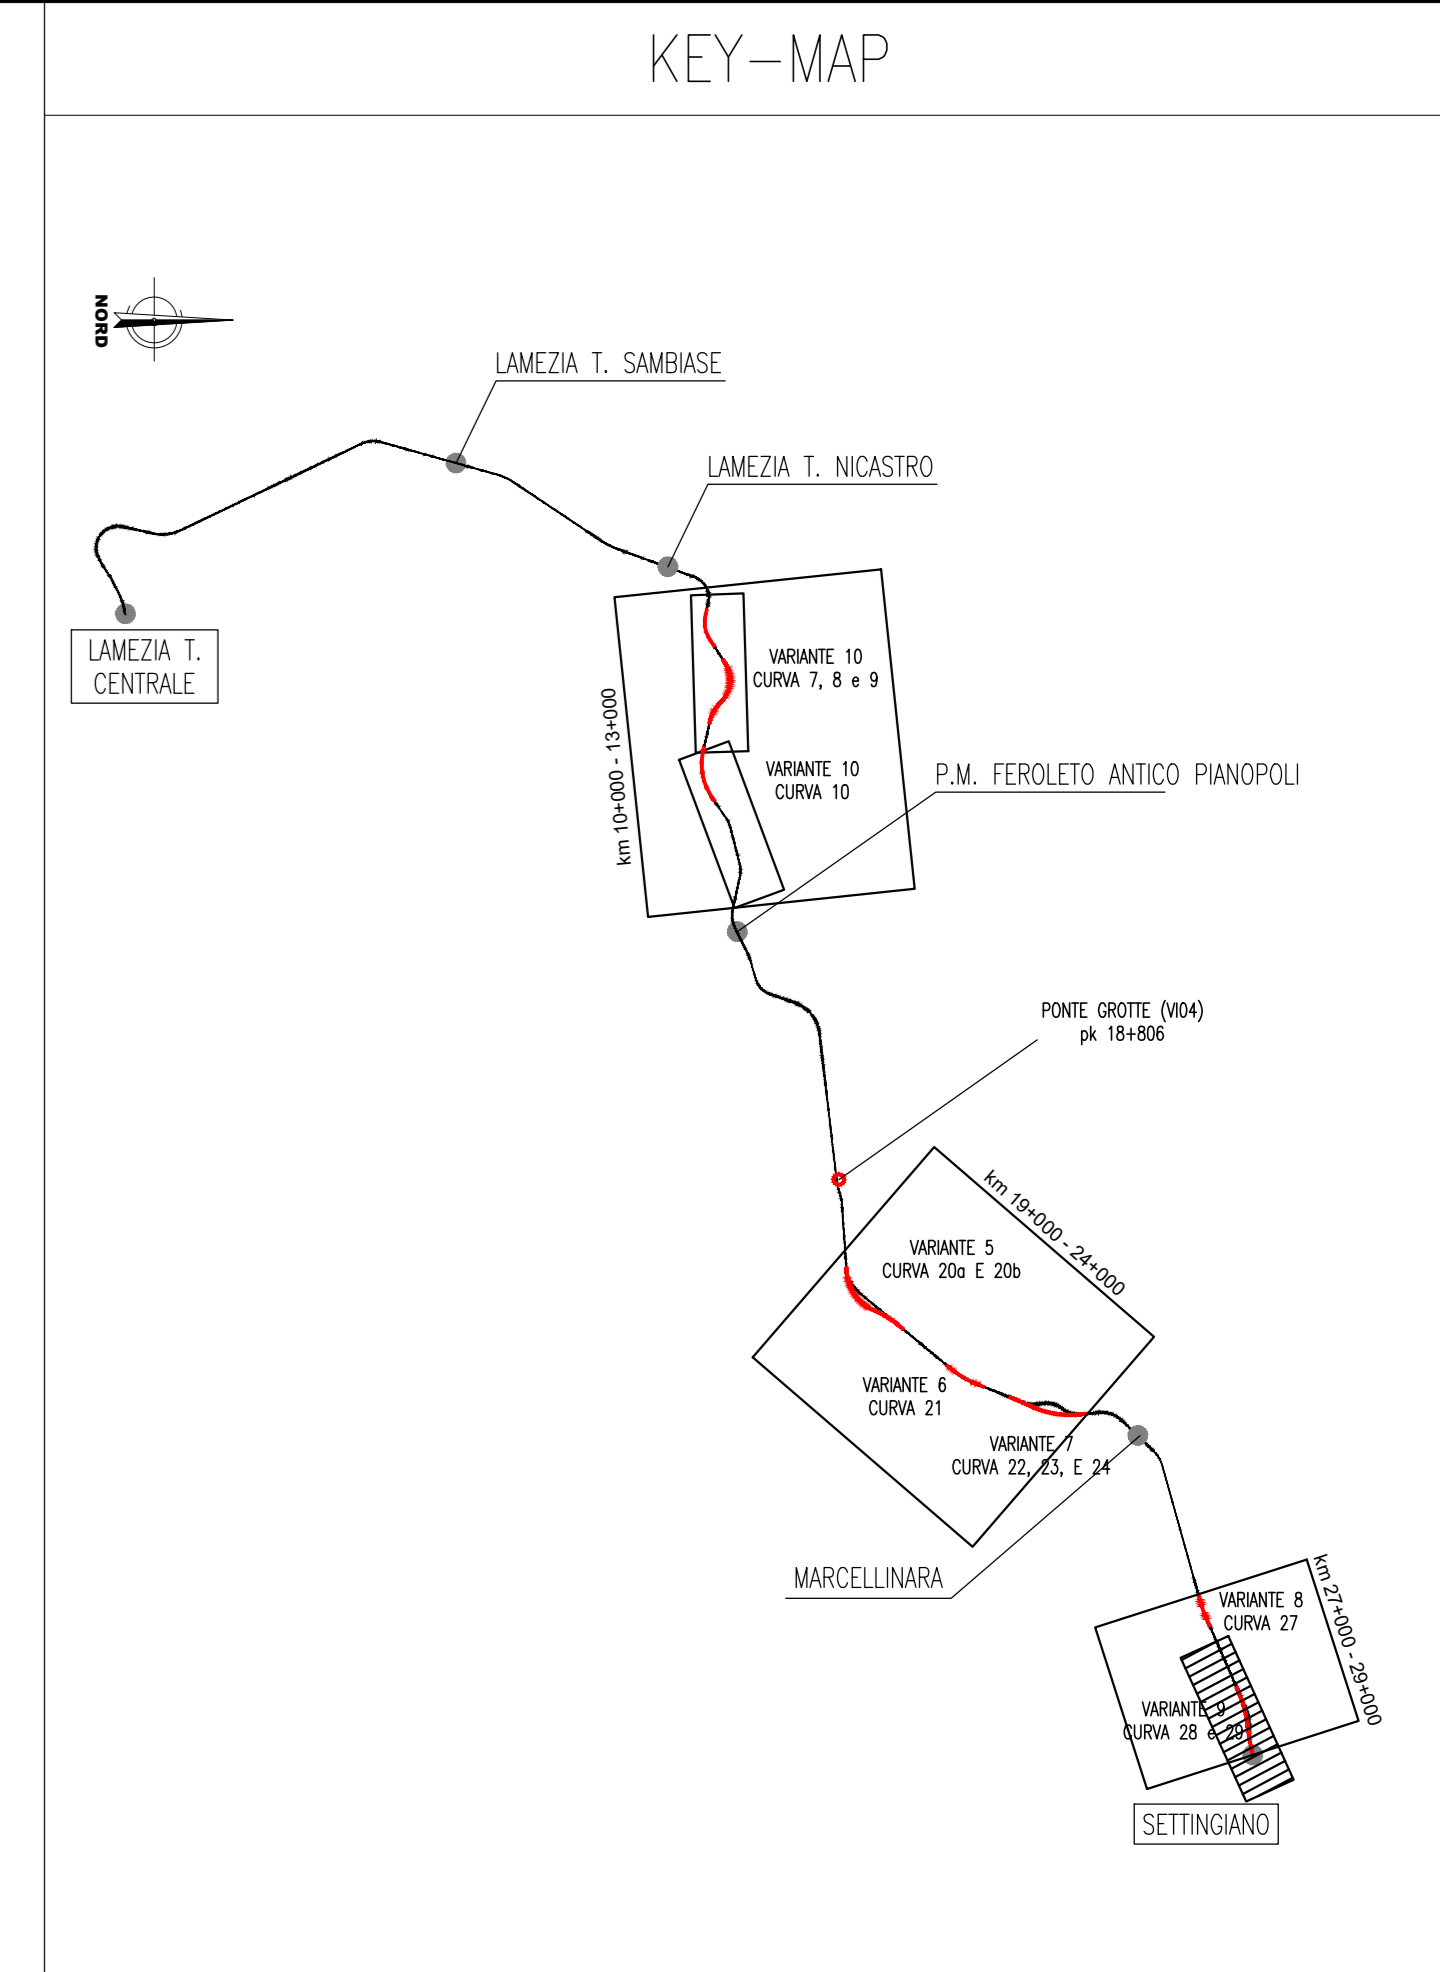 KEY-MAP
NORD
LAMEZIA T. SAMBIASE
LAMEZIA T. NICASTRO
LAMEZIA T.
CENTRALE
VARIANTE 10
CURVA 7, 8 e 9
km 10+000 - 13+000
VARIANTE 10
CURVA 10
P.M. FEROLETO ANTICO PIANOPOLI
PONTE GROTTE (VI04)
pk 18+806
km 19+000 - 24+000
VARIANTE 5
CURVA 20a E 20b
VARIANTE 6
CURVA 21
VARIANTE 7
CURVA 22, 23, E 24
MARCELLINARA
km 27+000 - 29+000
VARIANTE 8
CURVA 27
VARIANTE 9
CURVA 28 e 29
SETTINGIANO